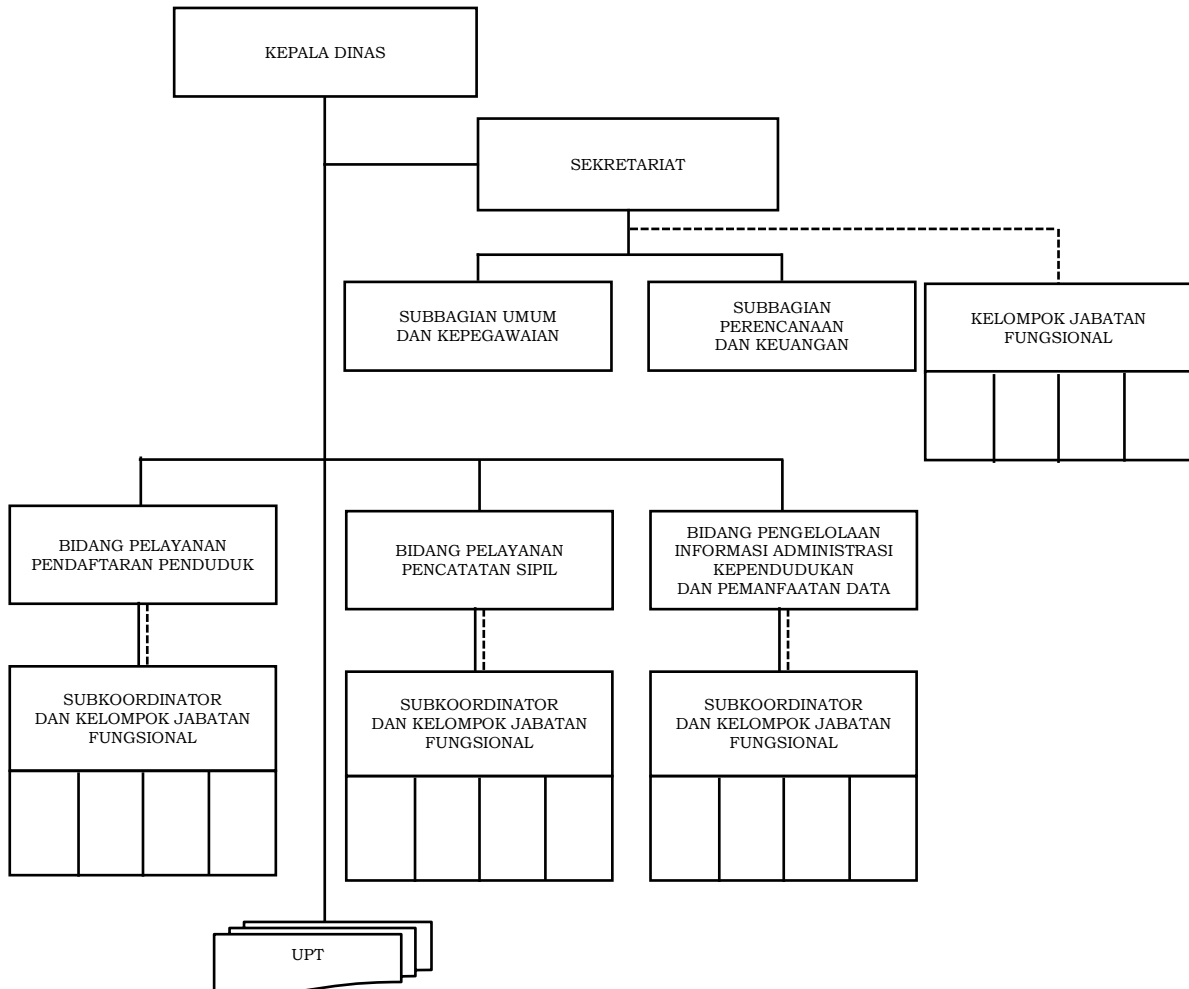 KEPALA DINAS
SEKRETARIAT
SUBBAGIAN UMUM
DAN KEPEGAWAIAN
SUBBAGIAN
PERENCANAAN
DAN KEUANGAN
KELOMPOK JABATAN
FUNGSIONAL
BIDANG PELAYANAN
PENDAFTARAN PENDUDUK
BIDANG PELAYANAN
PENCATATAN SIPIL
BIDANG PENGELOLAAN
INFORMASI ADMINISTRASI
KEPENDUDUKAN
DAN PEMANFAATAN DATA
SUBKOORDINATOR
DAN KELOMPOK JABATAN
FUNGSIONAL
SUBKOORDINATOR
DAN KELOMPOK JABATAN
FUNGSIONAL
SUBKOORDINATOR
DAN KELOMPOK JABATAN
FUNGSIONAL
UPT